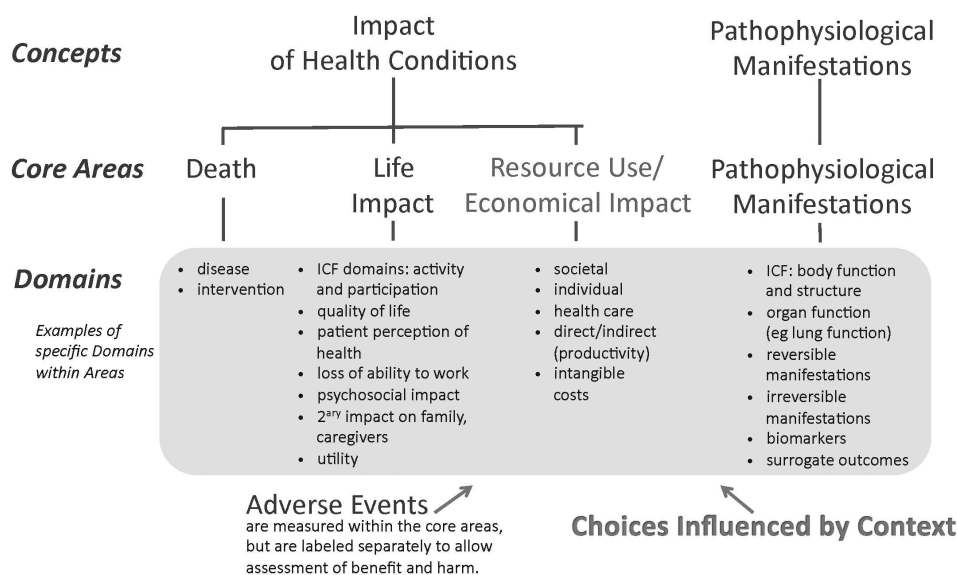 Concepts
Impact
of Health Conditions
Pathophysiological
Manifestations
Core Areas
Death
Life
Impact
Resource Use/
Economical Impact
Pathophysiological
Manifestations
Domains
Examples of
specific Domains
within Areas
• disease
• intervention
• ICF domains: activity
and participation
• quality of life
• patient perception of
health
• loss of ability to work
• psychosocial impact
• 2ary impact on family,
caregivers
• utility
• societal
• individual
• health care
• direct/indirect
(productivity)
• intangible
costs
• ICF: body function
and structure
• organ function
(eg lung function)
• reversible
manifestations
• irreversible
manifestations
• biomarkers
• surrogate outcomes
Adverse Events
are measured within the core areas,
but are labeled separately to allow
assessment of benefit and harm.
Choices Influenced by Context